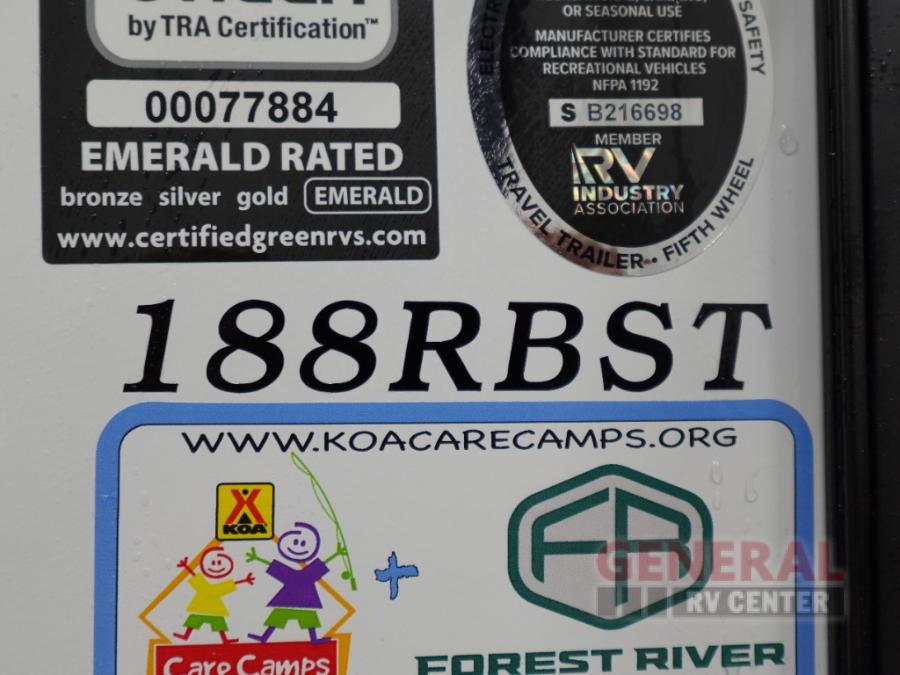 by TRA Certification™
00077884
EMERALD RATED
bronze silver gold EMERALD
www.certifiedgreenrvs.com
OR SEASONAL USE
MANUFACTURER CERTIFIES
COMPLIANCE WITH STANDARD FOR
RECREATIONAL VEHICLES
NFPA 1192
S B216698
MEMBER
RV
INDUSTRY
ASSOCIATION
SAFETY
TRAVEL TRAILER • FIFTH WHEEL
188RBST
WWW.KOACARECAMPS.ORG
KOA
Care Camps
+
FR
FOREST RIVER
GENERAL
RV CENTER